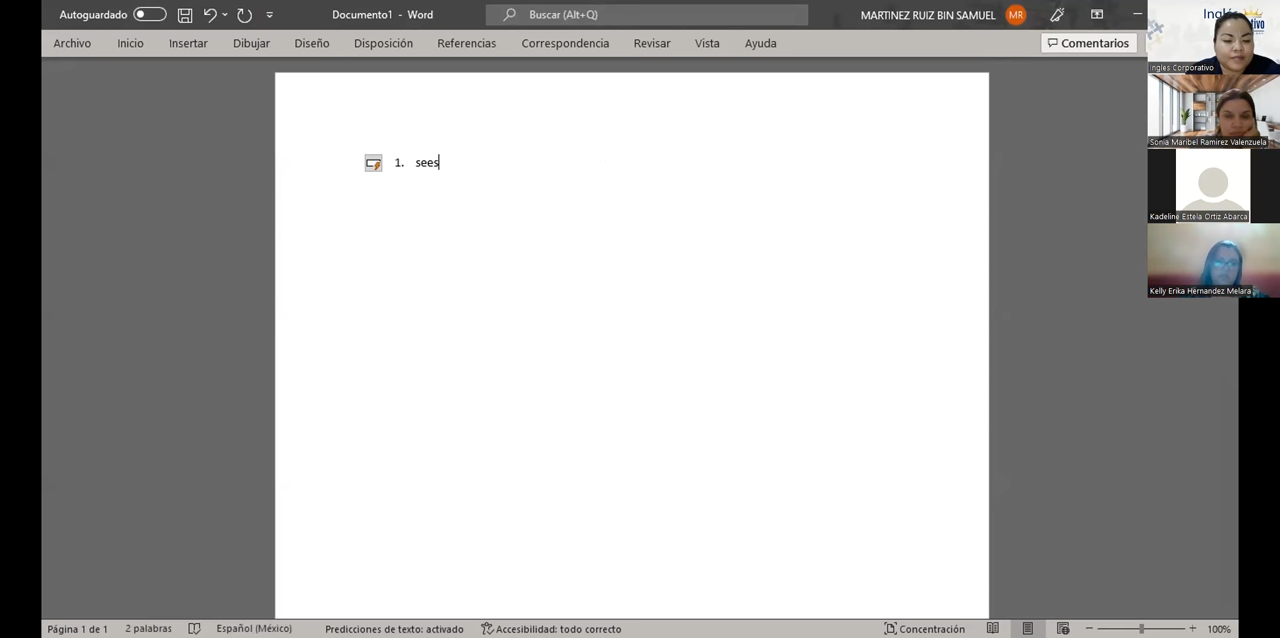 Autoguardado
Documento1 - Word
Buscar (Alt+Q)
MARTINEZ RUIZ BIN SAMUEL MR
Archivo Inicio Insertar Dibujar Diseño Disposición Referencias Correspondencia Revisar Vista Ayuda
Comentarios
Inglés
Ingles Corporativo
Sonia Maribel Ramirez Valenzuela
Kadeline Estela Ortiz Abarca
Kelly Erika Hernandez Melara
1. sees
Página 1 de 1 2 palabras Español (México) Predicciones de texto: activado Accesibilidad: todo correcto Concentración 100%